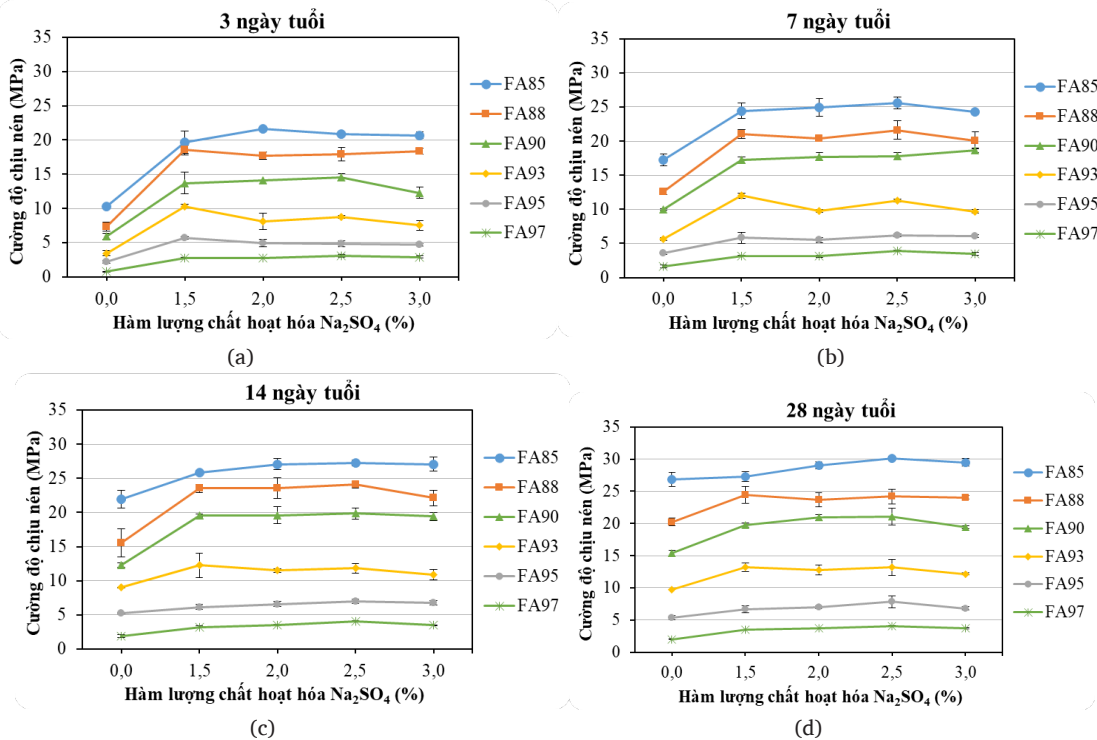 3 ngày tuổi
Cường độ chịu nén (MPa)
35
30
25
20
15
10
5
0
0,0 1,5 2,0 2,5 3,0
Hàm lượng chất hoạt hóa Na₂SO₄ (%)
FA85
FA88
FA90
FA93
FA95
FA97
(a)
7 ngày tuổi
Cường độ chịu nén (MPa)
35
30
25
20
15
10
5
0
0,0 1,5 2,0 2,5 3,0
Hàm lượng chất hoạt hóa Na₂SO₄ (%)
FA85
FA88
FA90
FA93
FA95
FA97
(b)
14 ngày tuổi
Cường độ chịu nén (MPa)
35
30
25
20
15
10
5
0
0,0 1,5 2,0 2,5 3,0
Hàm lượng chất hoạt hóa Na₂SO₄ (%)
FA85
FA88
FA90
FA93
FA95
FA97
(c)
28 ngày tuổi
Cường độ chịu nén (MPa)
35
30
25
20
15
10
5
0
0,0 1,5 2,0 2,5 3,0
Hàm lượng chất hoạt hóa Na₂SO₄ (%)
FA85
FA88
FA90
FA93
FA95
FA97
(d)